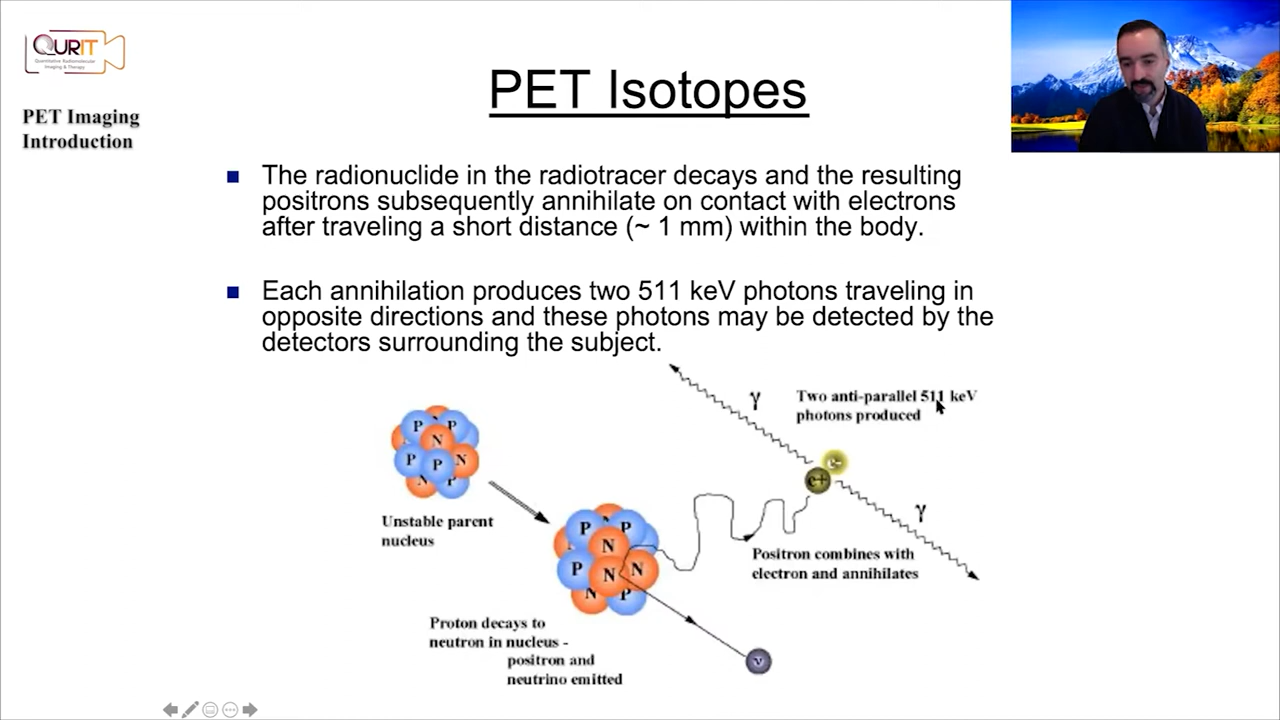 QURIT
Quantitative Radiomolecular
Imaging & Therapy
PET Imaging
Introduction
PET Isotopes
The radionuclide in the radiotracer decays and the resulting
positrons subsequently annihilate on contact with electrons
after traveling a short distance (~ 1 mm) within the body.
Each annihilation produces two 511 keV photons traveling in
opposite directions and these photons may be detected by the
detectors surrounding the subject.
γ
Two anti-parallel 511 keV
photons produced
P P
N
P P N
N P
e-
e+
Unstable parent
nucleus
γ
P P
N
P N N
N P
Positron combines with
electron and annihilates
Proton decays to
neutron in nucleus -
positron and
neutrino emitted
ν